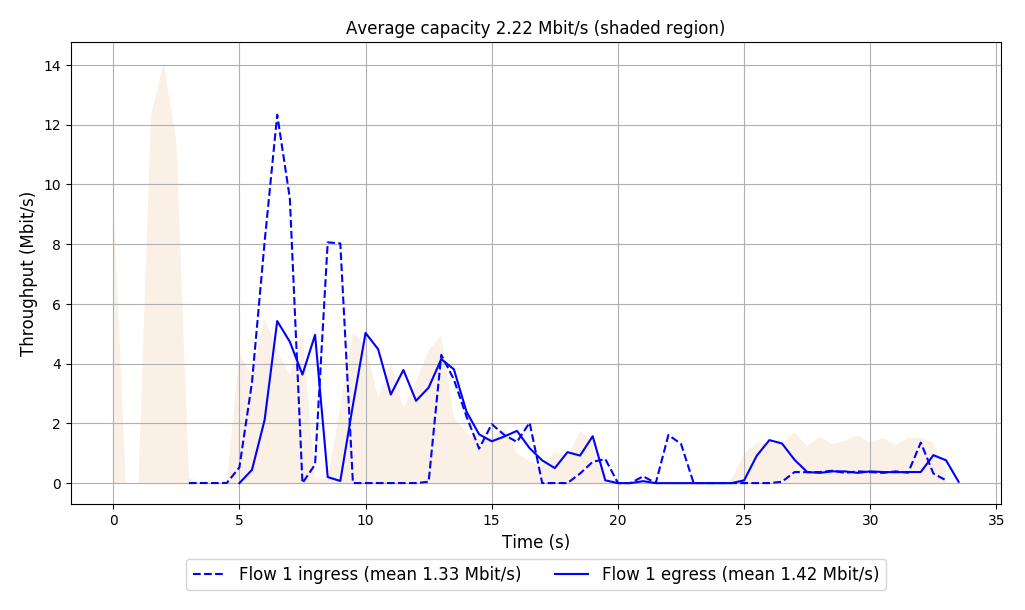 Average capacity 2.22 Mbit/s (shaded region)
14
12
10
8
6
4
2
0
Throughput (Mbit/s)
0 5 10 15 20 25 30 35
Time (s)
Flow 1 ingress (mean 1.33 Mbit/s) Flow 1 egress (mean 1.42 Mbit/s)